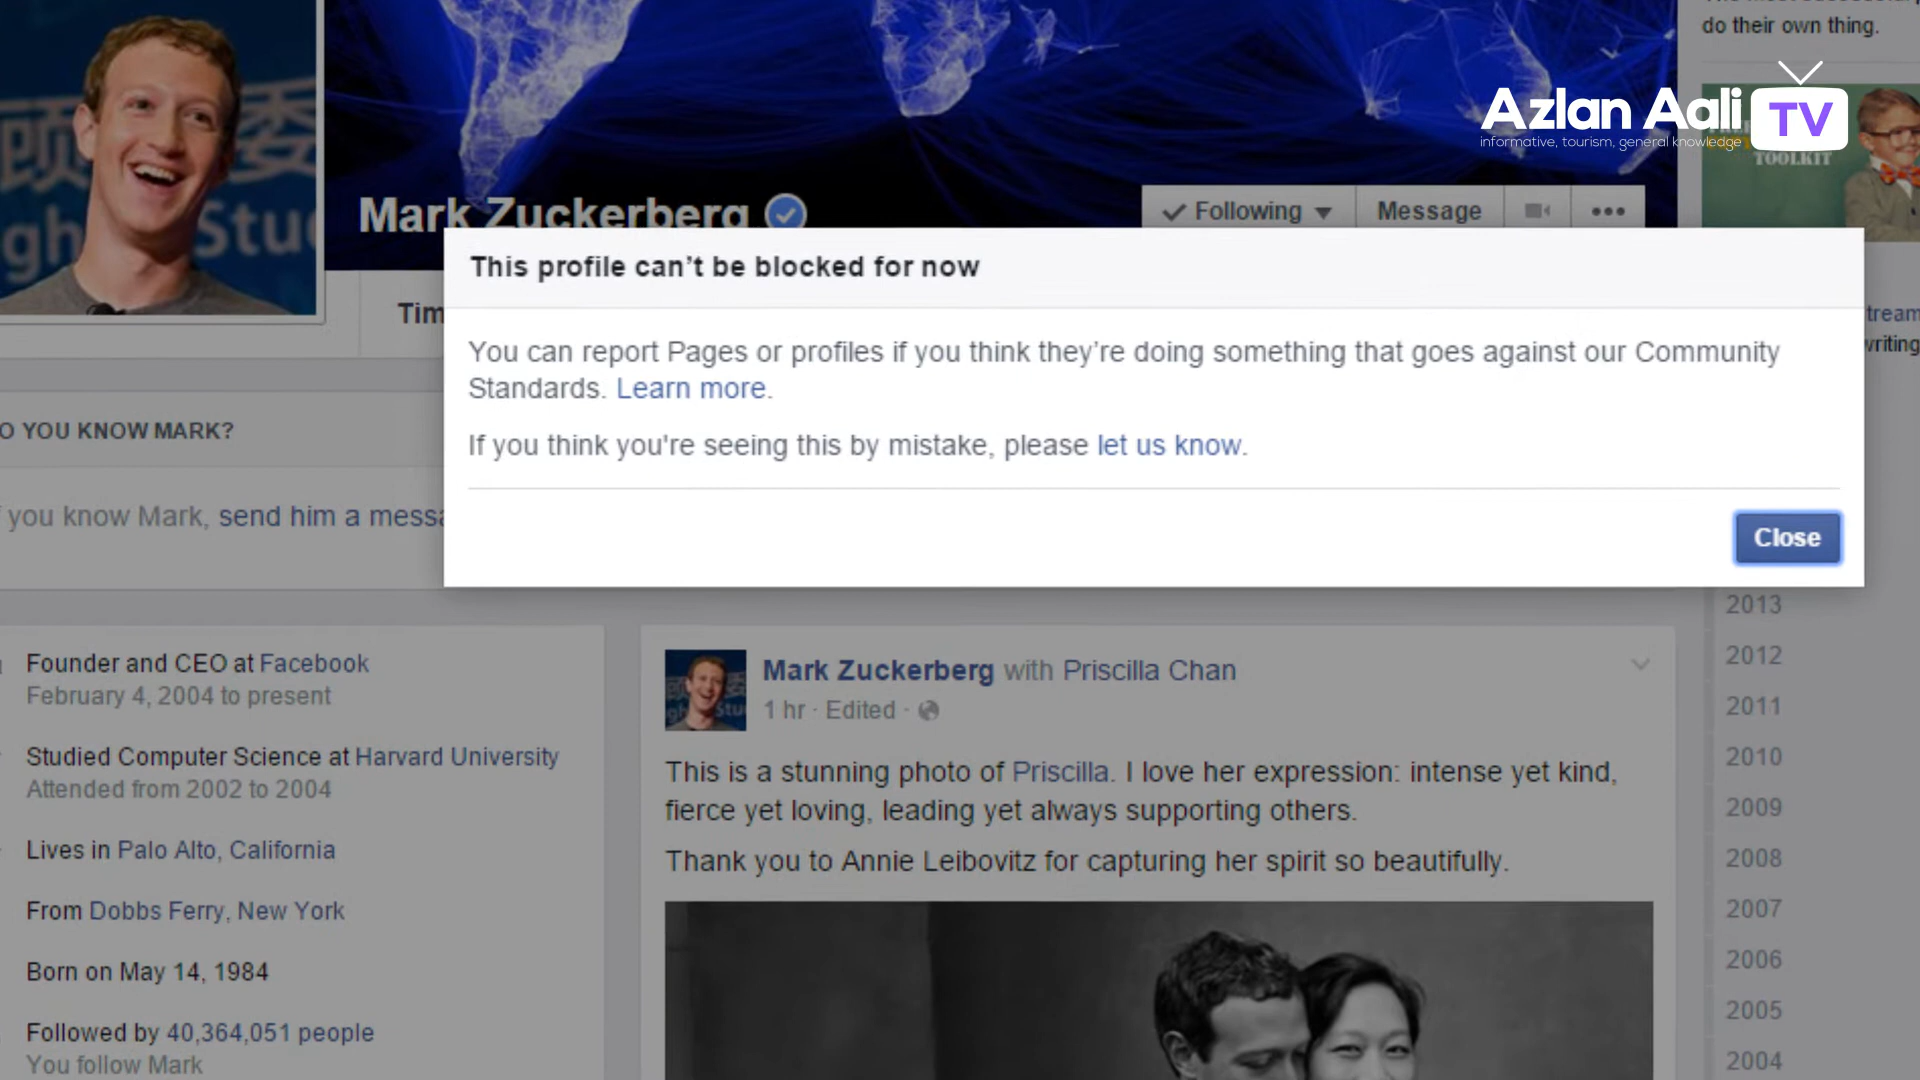 do their own thing.
Azlan Aali TV
informative, tourism, general knowledge
TOOLKIT
Mark Zuckerberg
Following
Message
This profile can't be blocked for now
You can report Pages or profiles if you think they're doing something that goes against our Community
Standards. Learn more.
If you think you're seeing this by mistake, please let us know.
Close
Tim
tream
writing
O YOU KNOW MARK?
you know Mark, send him a messa
2013
2012
2011
2010
2009
2008
2007
2006
2005
2004
Founder and CEO at Facebook
February 4, 2004 to present
Studied Computer Science at Harvard University
Attended from 2002 to 2004
Lives in Palo Alto, California
From Dobbs Ferry, New York
Born on May 14, 1984
Followed by 40,364,051 people
You follow Mark
Mark Zuckerberg with Priscilla Chan
1 hr · Edited ·
This is a stunning photo of Priscilla. I love her expression: intense yet kind,
fierce yet loving, leading yet always supporting others.
Thank you to Annie Leibovitz for capturing her spirit so beautifully.